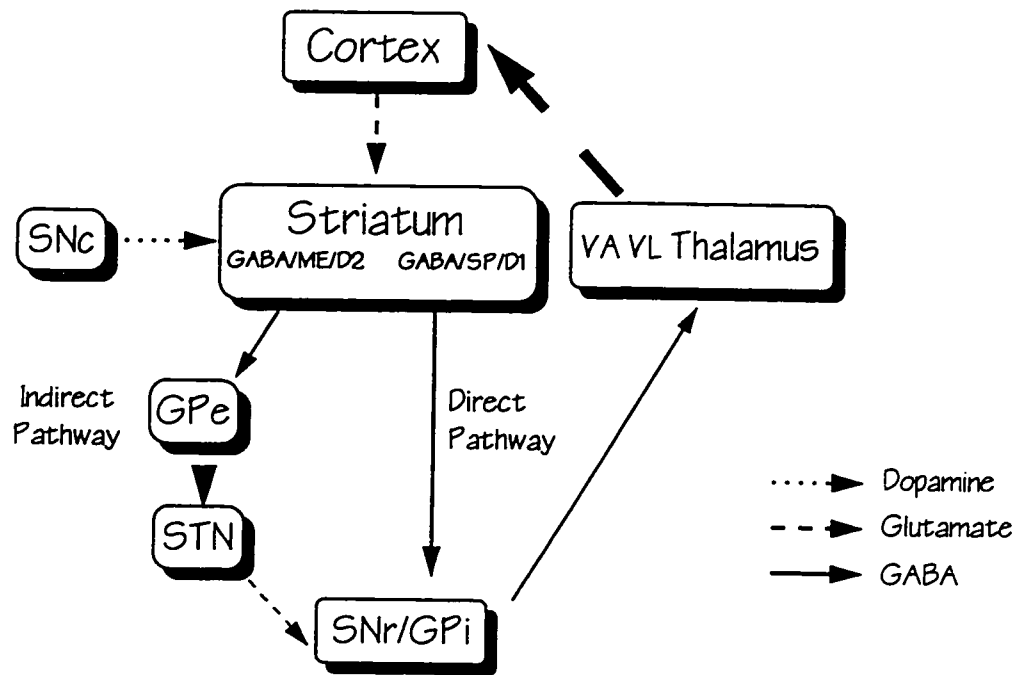 Cortex
Striatum
GABA/ME/D2 GABA/SP/D1
SNc
VA VL Thalamus
Indirect
Pathway
GPe
Direct
Pathway
STN
SNr/GPi
Dopamine
Glutamate
GABA